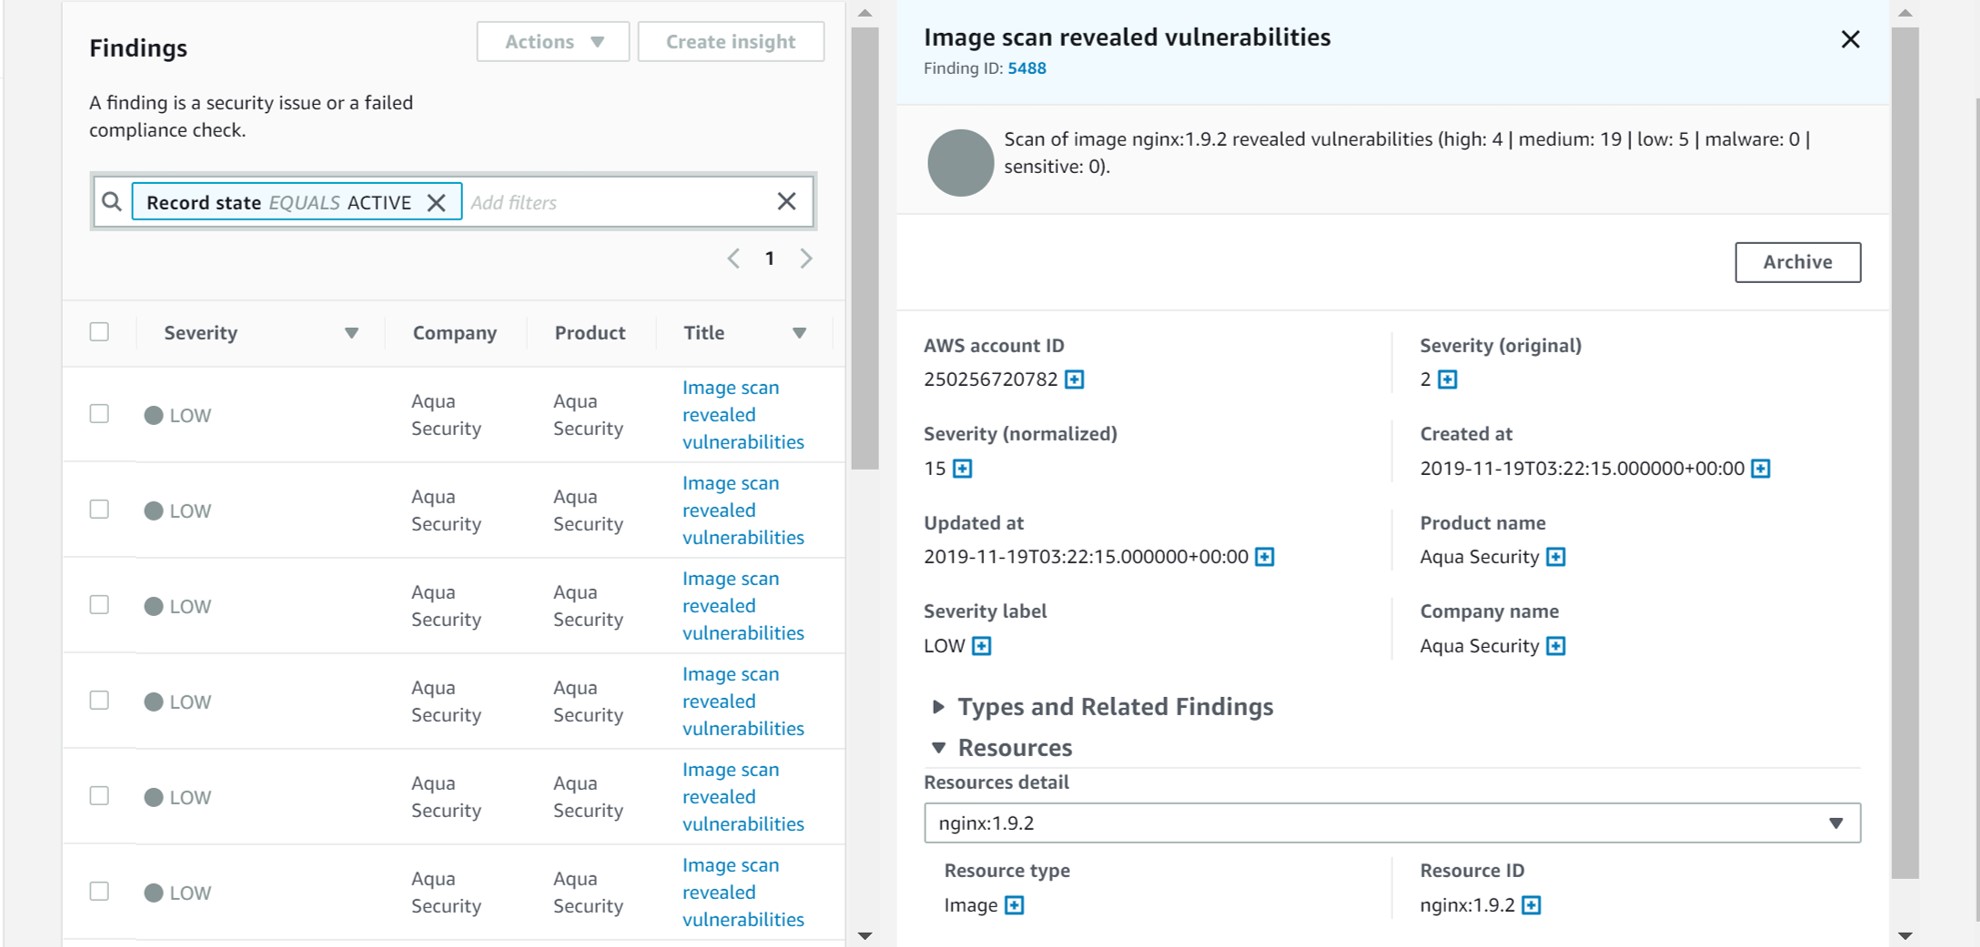 Findings
Actions
Create insight
A finding is a security issue or a failed
compliance check.
Record state EQUALS ACTIVE
Add filters
1
Severity Company Product Title
LOW
Aqua
Security
Aqua
Security
Image scan
revealed
vulnerabilities
LOW
Aqua
Security
Aqua
Security
Image scan
revealed
vulnerabilities
LOW
Aqua
Security
Aqua
Security
Image scan
revealed
vulnerabilities
LOW
Aqua
Security
Aqua
Security
Image scan
revealed
vulnerabilities
LOW
Aqua
Security
Aqua
Security
Image scan
revealed
vulnerabilities
LOW
Aqua
Security
Aqua
Security
Image scan
revealed
vulnerabilities
Image scan revealed vulnerabilities
Finding ID: 5488
Scan of image nginx:1.9.2 revealed vulnerabilities (high: 4 | medium: 19 | low: 5 | malware: 0 |
sensitive: 0).
Archive
AWS account ID
250256720782
Severity (original)
2
Severity (normalized)
15
Created at
2019-11-19T03:22:15.000000+00:00
Updated at
2019-11-19T03:22:15.000000+00:00
Product name
Aqua Security
Severity label
LOW
Company name
Aqua Security
Types and Related Findings
Resources
Resources detail
nginx:1.9.2
Resource type
Image
Resource ID
nginx:1.9.2